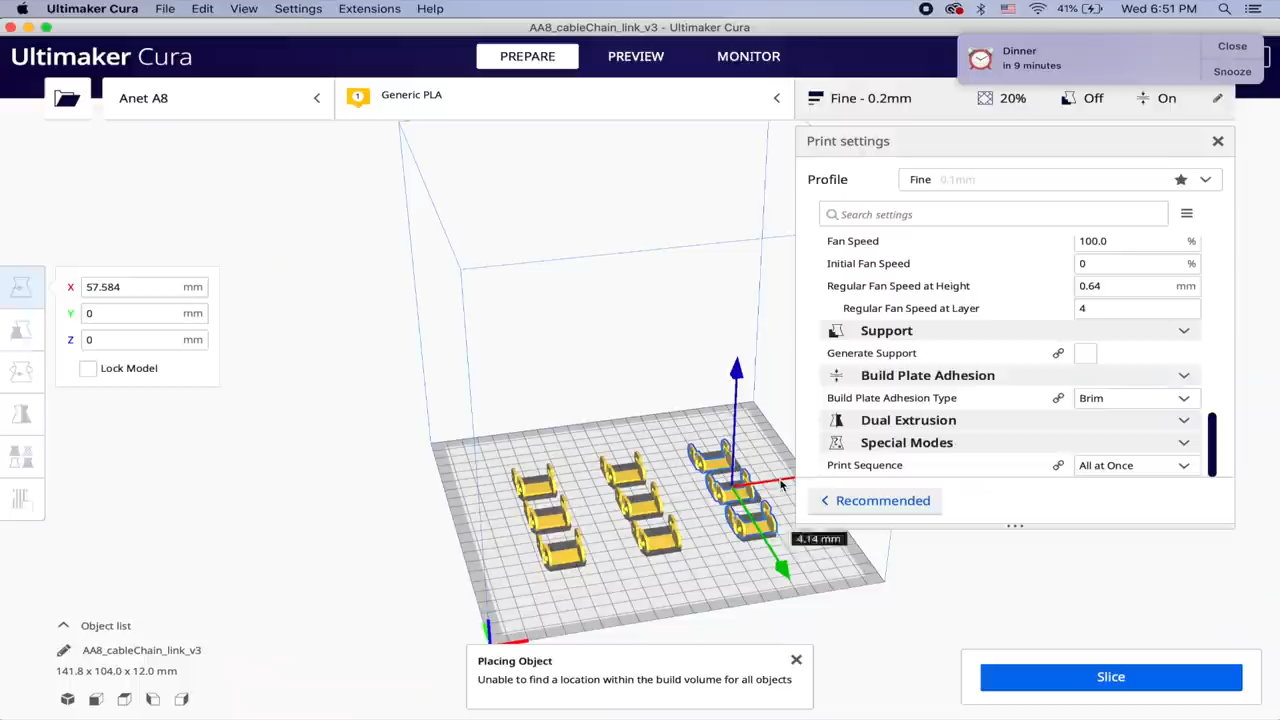 File Edit View Settings Extensions Help
41% Wed 6:51 PM
AA8_cableChain_link_v3 - Ultimaker Cura
Ultimaker Cura
PREPARE
PREVIEW
MONITOR
Dinner
in 9 minutes
Close
Snooze
Anet A8
1
Generic PLA
Fine - 0.2mm
20%
Off
On
Print settings
Profile
Fine 0.1mm
Search settings
Fan Speed 100.0 %
Initial Fan Speed 0 %
Regular Fan Speed at Height 0.64 mm
Regular Fan Speed at Layer 4
Support
Generate Support
Build Plate Adhesion
Build Plate Adhesion Type Brim
Dual Extrusion
Special Modes
Print Sequence All at Once
Recommended
X 57.584 mm
Y 0 mm
Z 0 mm
Lock Model
4.14 mm
Object list
AA8_cableChain_link_v3
141.8 x 104.0 x 12.0 mm
Placing Object
Unable to find a location within the build volume for all objects
Slice